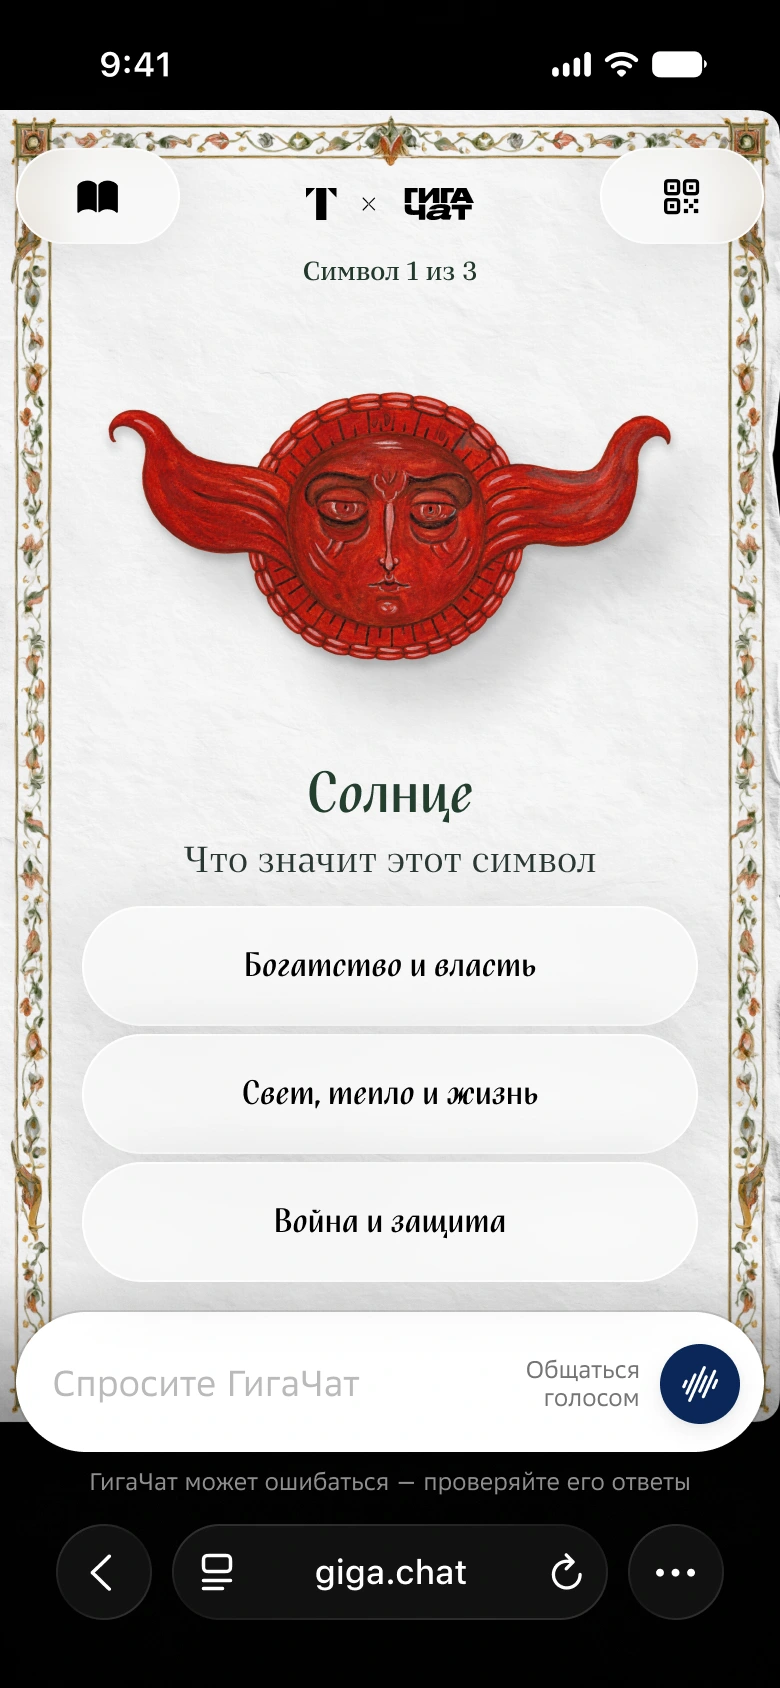 9:41
Т × ГИГА ЧАТ
Символ 1 из 3
Солнце
Что значит этот символ
Богатство и власть
Свет, тепло и жизнь
Война и защита
Спросите ГигаЧат
Общаться
голосом
ГигаЧат может ошибаться — проверяйте его ответы
giga.chat